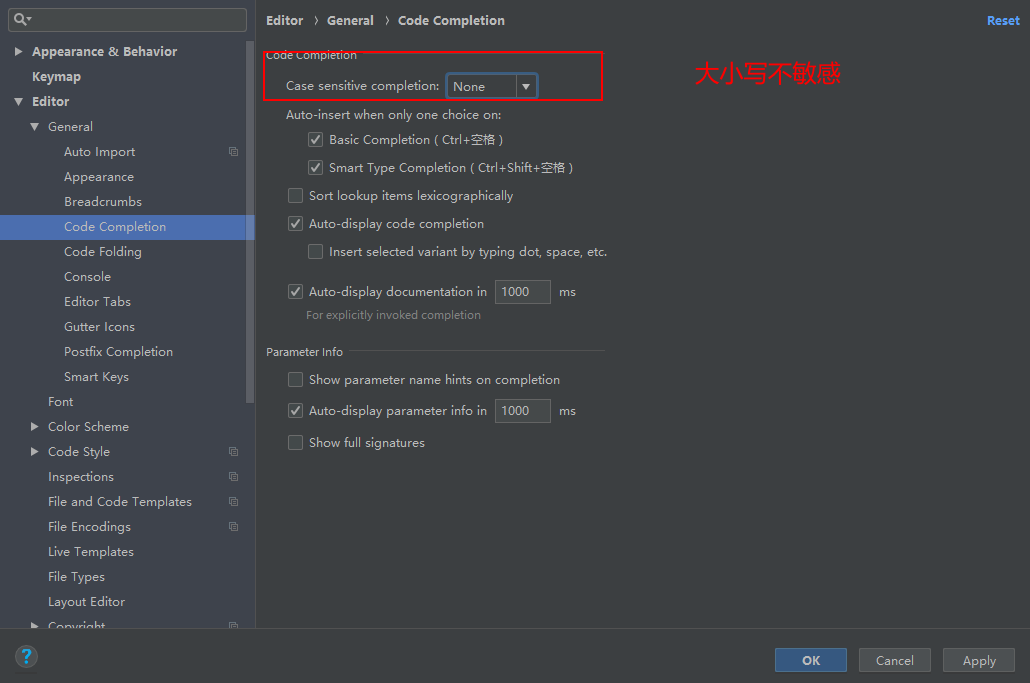 Editor › General › Code Completion
Reset
Appearance & Behavior
Keymap
Editor
General
Auto Import
Appearance
Breadcrumbs
Code Completion
Code Folding
Console
Editor Tabs
Gutter Icons
Postfix Completion
Smart Keys
Font
Color Scheme
Code Style
Inspections
File and Code Templates
File Encodings
Live Templates
File Types
Layout Editor
Copyright
Code Completion
Case sensitive completion: None
大小写不敏感
Auto-insert when only one choice on:
Basic Completion ( Ctrl+空格 )
Smart Type Completion ( Ctrl+Shift+空格 )
Sort lookup items lexicographically
Auto-display code completion
Insert selected variant by typing dot, space, etc.
Auto-display documentation in 1000 ms
For explicitly invoked completion
Parameter Info
Show parameter name hints on completion
Auto-display parameter info in 1000 ms
Show full signatures
?
OK Cancel Apply